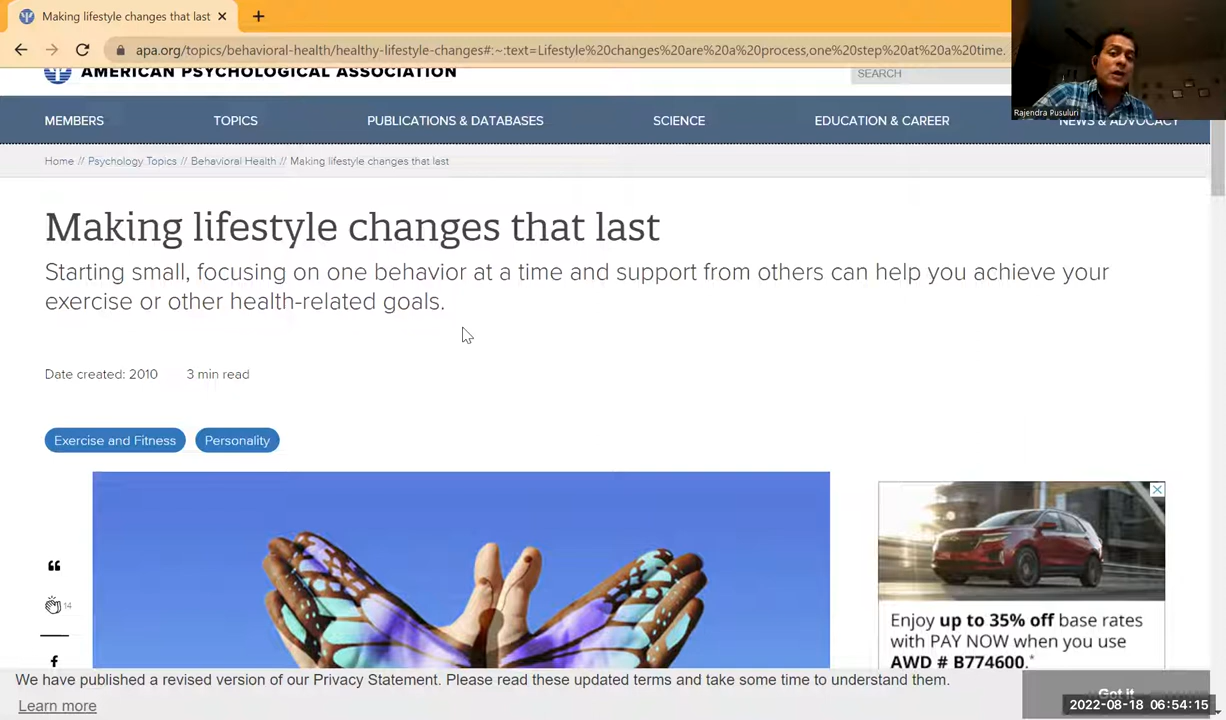 Making lifestyle changes that last
apa.org/topics/behavioral-health/healthy-lifestyle-changes#:~:text=Lifestyle%20changes%20are%20a%20process,one%20step%20at%20a%20time.
AMERICAN PSYCHOLOGICAL ASSOCIATION
SEARCH
Rajendra Pusuluri
MEMBERS TOPICS PUBLICATIONS & DATABASES SCIENCE EDUCATION & CAREER NEWS & ADVOCACY
Home // Psychology Topics // Behavioral Health // Making lifestyle changes that last
Making lifestyle changes that last
Starting small, focusing on one behavior at a time and support from others can help you achieve your
exercise or other health-related goals.
Date created: 2010 3 min read
Exercise and Fitness Personality
14
Enjoy up to 35% off base rates
with PAY NOW when you use
AWD # B774600.*
We have published a revised version of our Privacy Statement. Please read these updated terms and take some time to understand them.
Learn more
Got it
2022-08-18 06:54:15